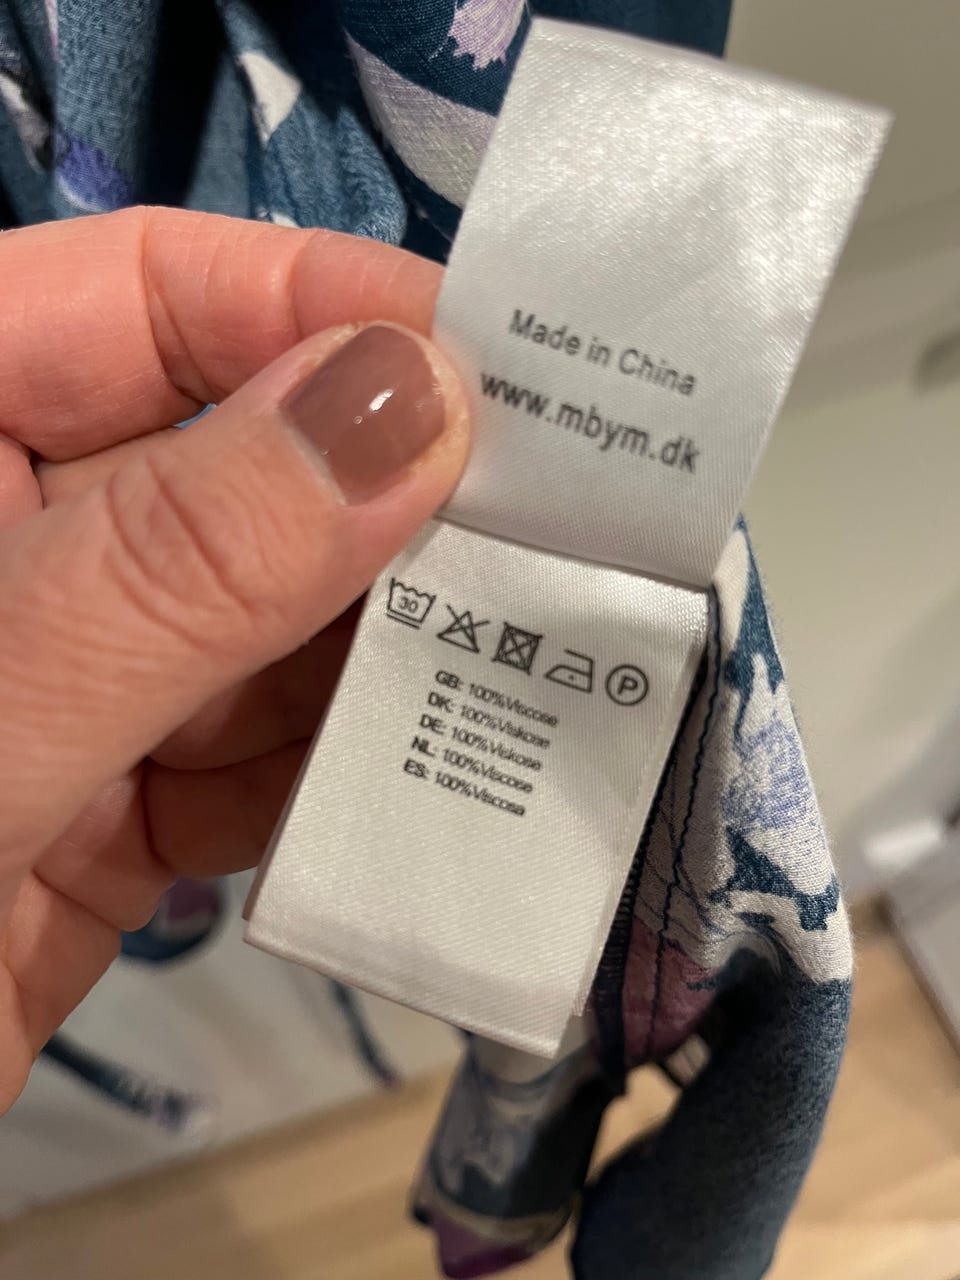 Made in China
www.mbym.dk
30 P
GB: 100%Viscose
DK: 100%Viskose
DE: 100%Viskose
NL: 100%Viscose
ES: 100%Viscosa